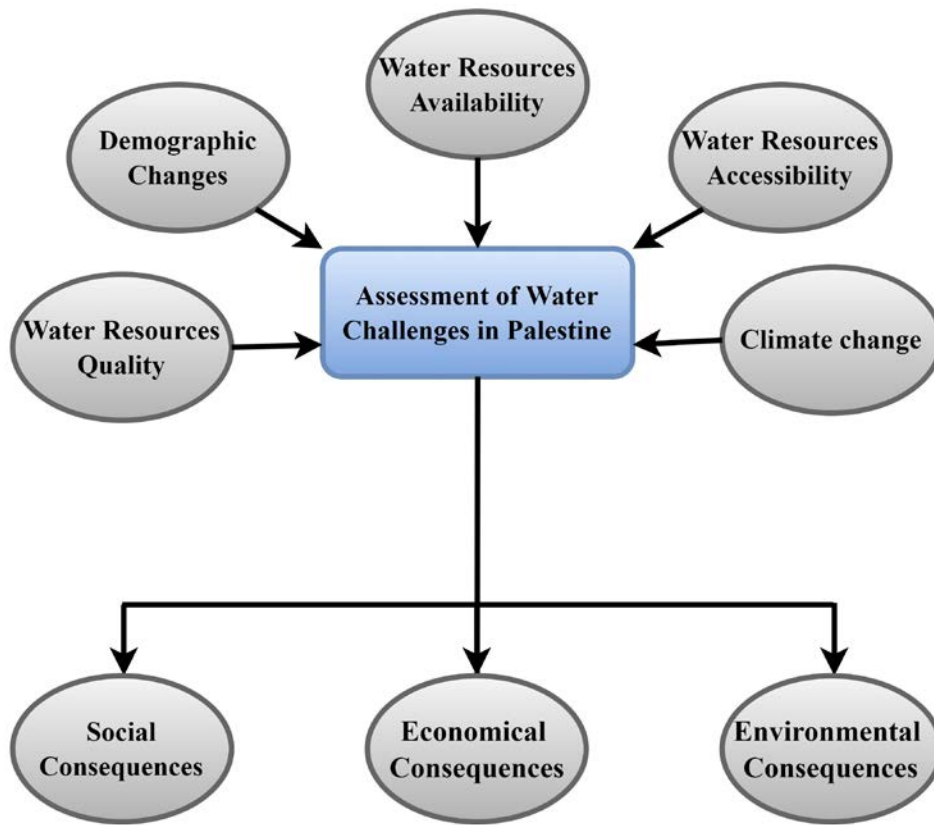 Water Resources
Availability
Demographic
Changes
Water Resources
Accessibility
Assessment of Water
Challenges in Palestine
Water Resources
Quality
Climate change
Social
Consequences
Economical
Consequences
Environmental
Consequences